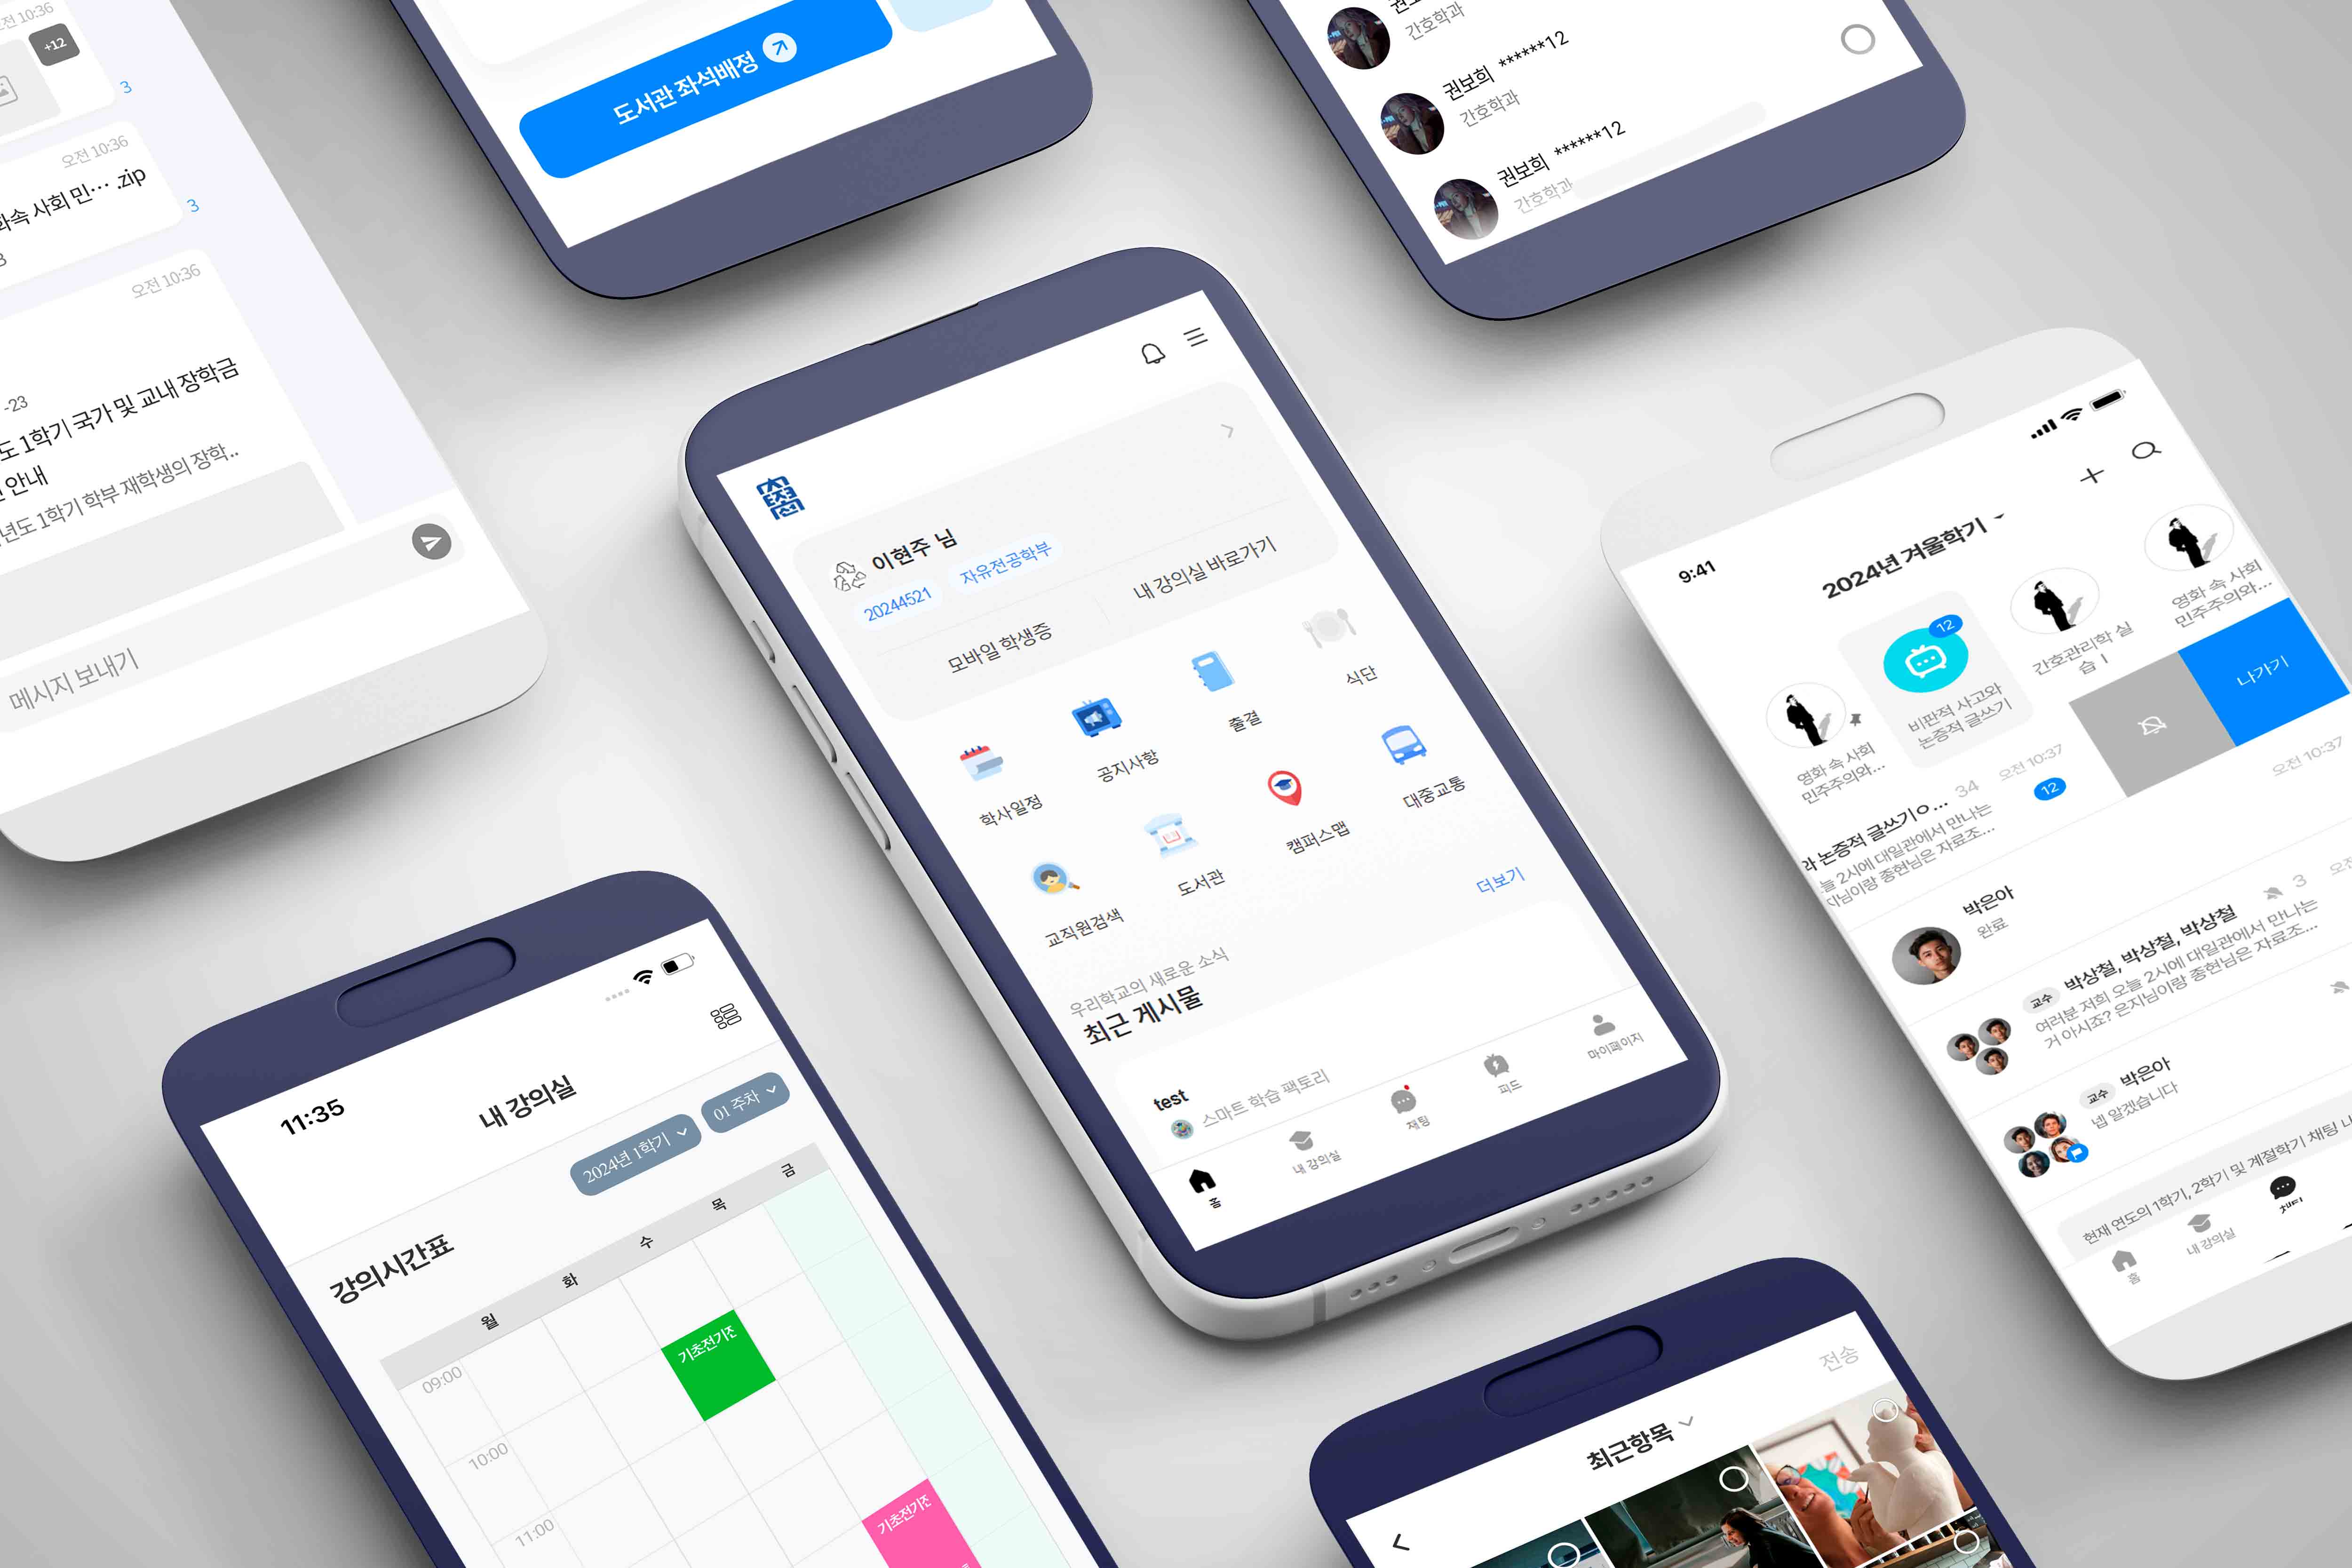 오전 10:36
+12
3
오전 10:36
화속 사회 민… .zip
3
오전 10:36
-23
도 1학기 국가 및 교내 장학금
안내
년도 1학기 학부 재학생의 장학..
메시지 보내기
도서관 좌석배정
간호학과
권보희 ******12
간호학과
권보희 ******12
간호학과
이현주 님
20244521
자유전공학부
모바일 학생증
내 강의실 바로가기
학사일정
공지사항
출결
식단
교직원검색
도서관
캠퍼스맵
대중교통
우리학교의 새로운 소식
최근 게시물
더보기
test
스마트 학습 팩토리
홈
내 강의실
채팅
피드
마이페이지
9:41
2024년 겨울학기
영화 속 사회
민주주의와...
12
비판적 사고와
논증적 글쓰기
간호관리학 실
습 I
영화 속 사회
민주주의와...
나가기
와 논증적 글쓰기ㅇ... 34
오전 10:37
늘 2시에 대일관에서 만나는
지님이랑 종현님은 자료조...
12
박은아
완료
오전 10:37
교수 박상철, 박상철, 박상철 3
여러분 저희 오늘 2시에 대일관에서 만나는
거 아시죠? 은지님이랑 종현님은 자료조...
교수 박은아
넵 알겠습니다
현재 연도의 1학기, 2학기 및 계절학기 채팅
홈
내 강의실
11:35
내 강의실
2024년 1학기
01 주차
강의시간표
월
화
수
목
금
09:00
10:00
11:00
기초전기전
기초전기전
전송
최근항목